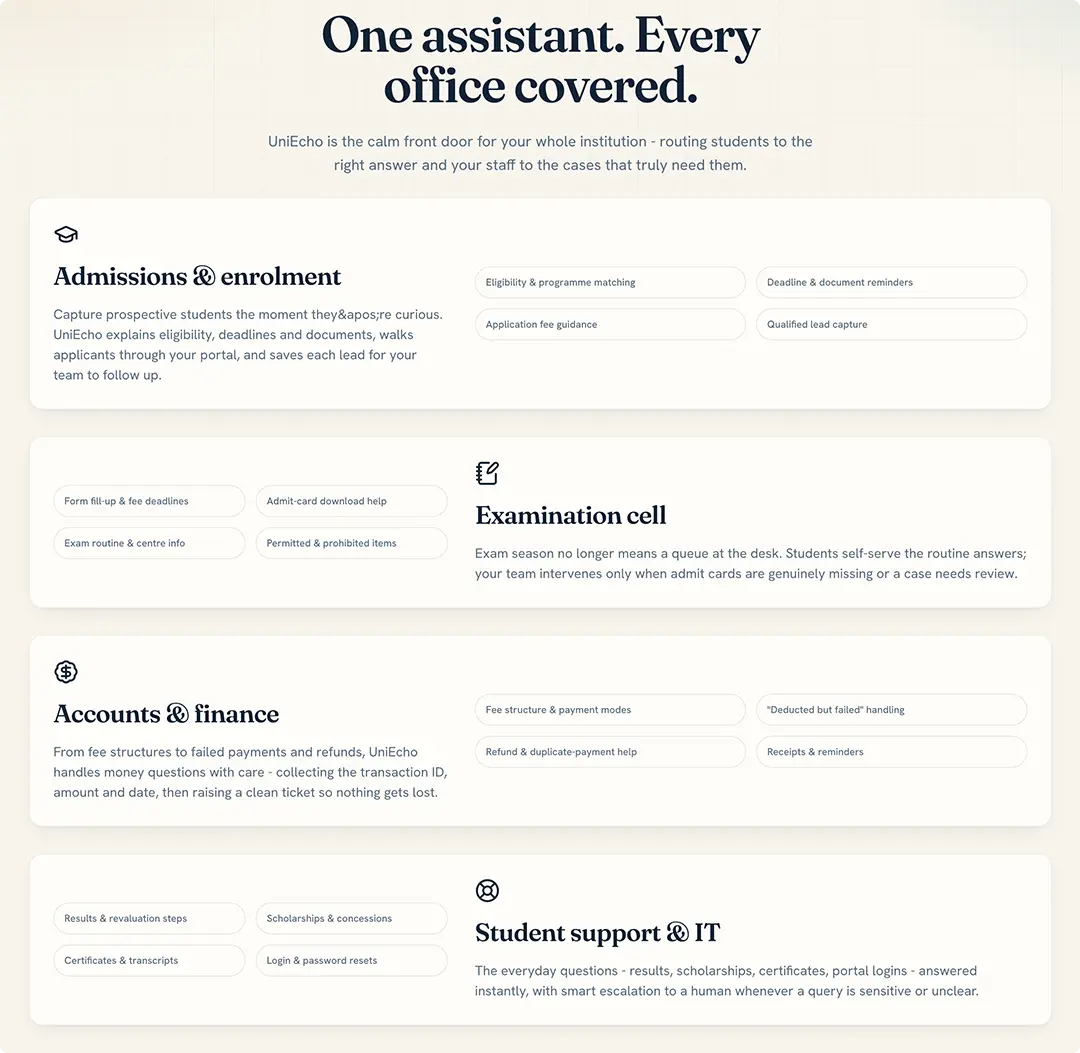 One assistant. Every
office covered.
UniEcho is the calm front door for your whole institution - routing students to the
right answer and your staff to the cases that truly need them.
Admissions & enrolment
Capture prospective students the moment they&apos;re curious.
UniEcho explains eligibility, deadlines and documents, walks
applicants through your portal, and saves each lead for your
team to follow up.
Eligibility & programme matching
Deadline & document reminders
Application fee guidance
Qualified lead capture
Form fill-up & fee deadlines
Admit-card download help
Exam routine & centre info
Permitted & prohibited items
Examination cell
Exam season no longer means a queue at the desk. Students self-serve the routine answers;
your team intervenes only when admit cards are genuinely missing or a case needs review.
Accounts & finance
From fee structures to failed payments and refunds, UniEcho
handles money questions with care - collecting the transaction ID,
amount and date, then raising a clean ticket so nothing gets lost.
Fee structure & payment modes
"Deducted but failed" handling
Refund & duplicate-payment help
Receipts & reminders
Results & revaluation steps
Scholarships & concessions
Certificates & transcripts
Login & password resets
Student support & IT
The everyday questions - results, scholarships, certificates, portal logins - answered
instantly, with smart escalation to a human whenever a query is sensitive or unclear.